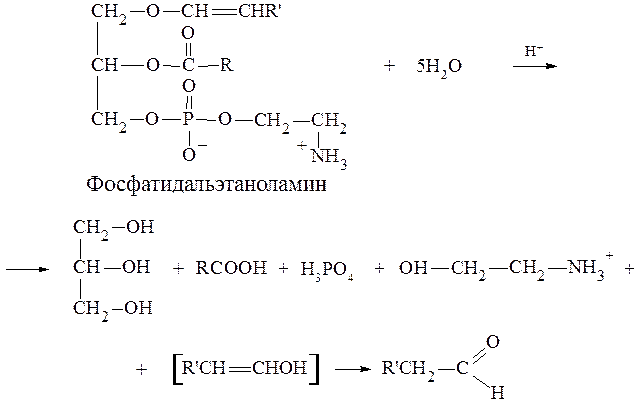 CH₂—O—CH=CHR'
O
CH—O—C—R + 5H₂O H⁺
O
CH₂—O—P—O—CH₂—CH₂
O⁻ + NH₃
Фосфатидальэтаноламин
CH₂—OH
CH—OH + RCOOH + H₃PO₄ + OH—CH₂—CH₂—NH₃⁺ +
CH₂—OH
+ [R'CH=CHOH] → R'CH₂—C
O
H